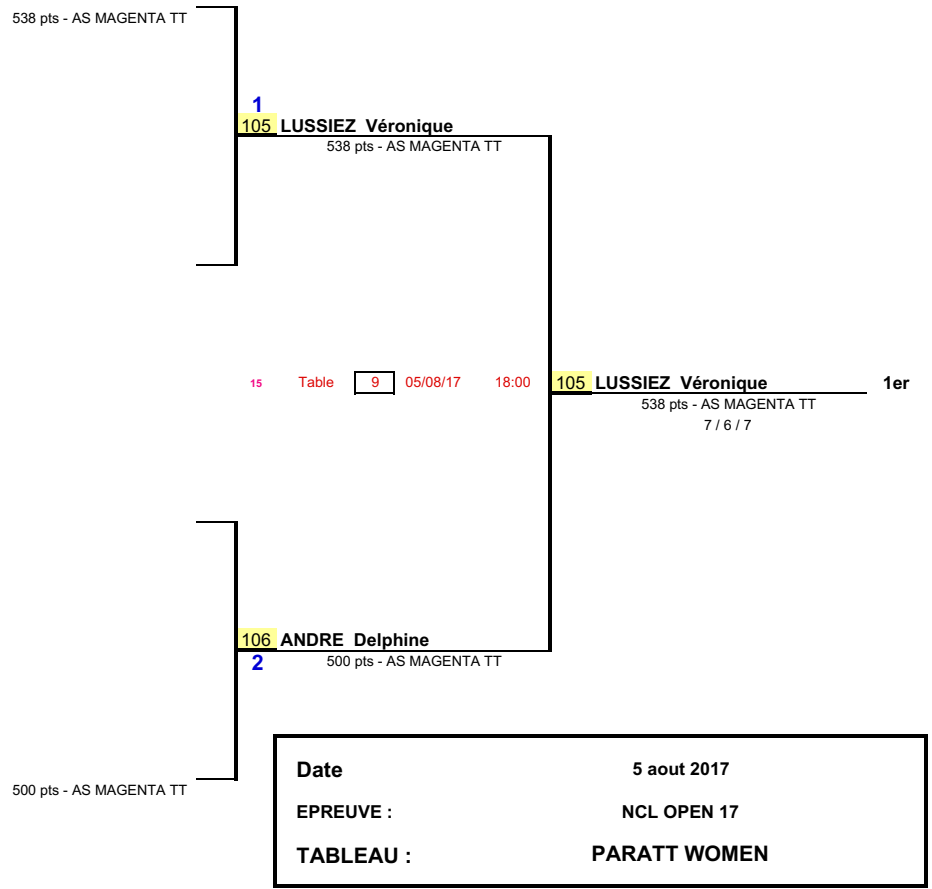 538 pts - AS MAGENTA TT
1
105 LUSSIEZ Véronique
538 pts - AS MAGENTA TT
15 Table 9 05/08/17 18:00 105 LUSSIEZ Véronique 1er
538 pts - AS MAGENTA TT
7 / 6 / 7
106 ANDRE Delphine
2 500 pts - AS MAGENTA TT
500 pts - AS MAGENTA TT
Date 5 aout 2017
EPREUVE : NCL OPEN 17
TABLEAU : PARATT WOMEN